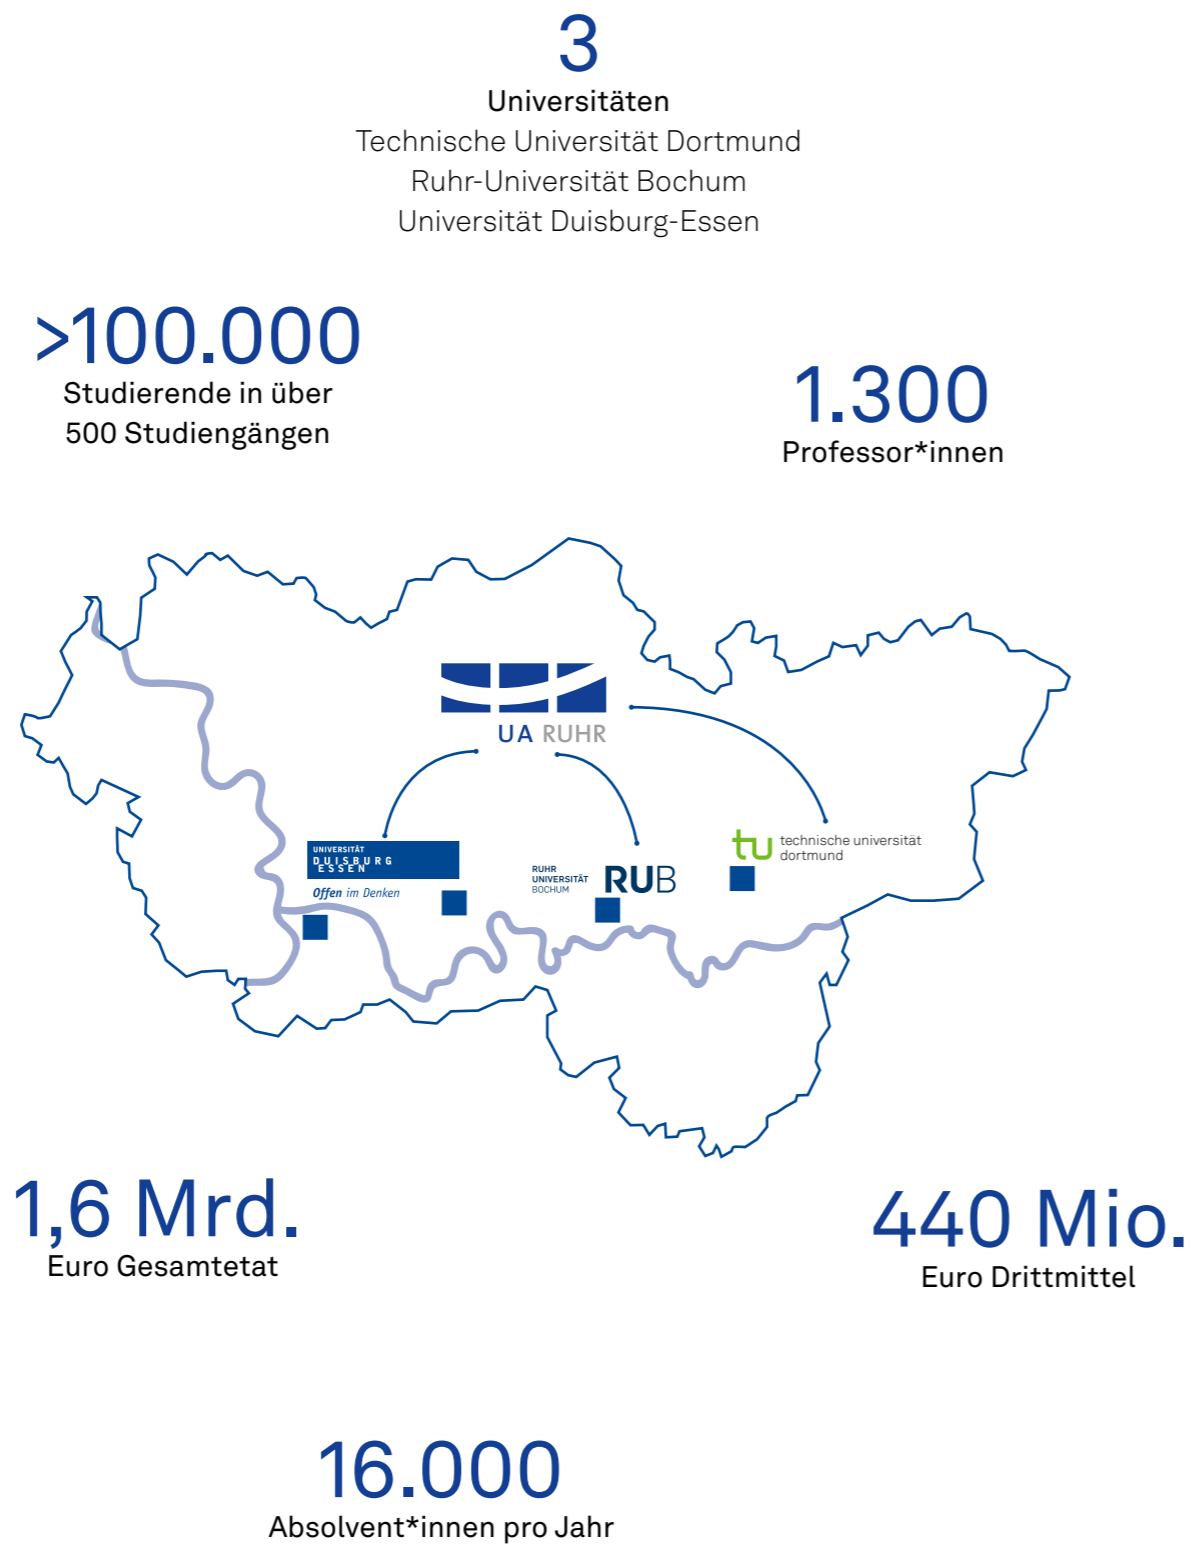 3
Universitäten
Technische Universität Dortmund
Ruhr-Universität Bochum
Universität Duisburg-Essen
>100.000
Studierende in über
500 Studiengängen
1.300
Professor*innen
UA RUHR
UNIVERSITÄT
DUISBURG
ESSEN
Offen im Denken
RUHR
UNIVERSITÄT
BOCHUM
RUB
tu
technische universität
dortmund
1,6 Mrd.
Euro Gesamtetat
440 Mio.
Euro Drittmittel
16.000
Absolvent*innen pro Jahr